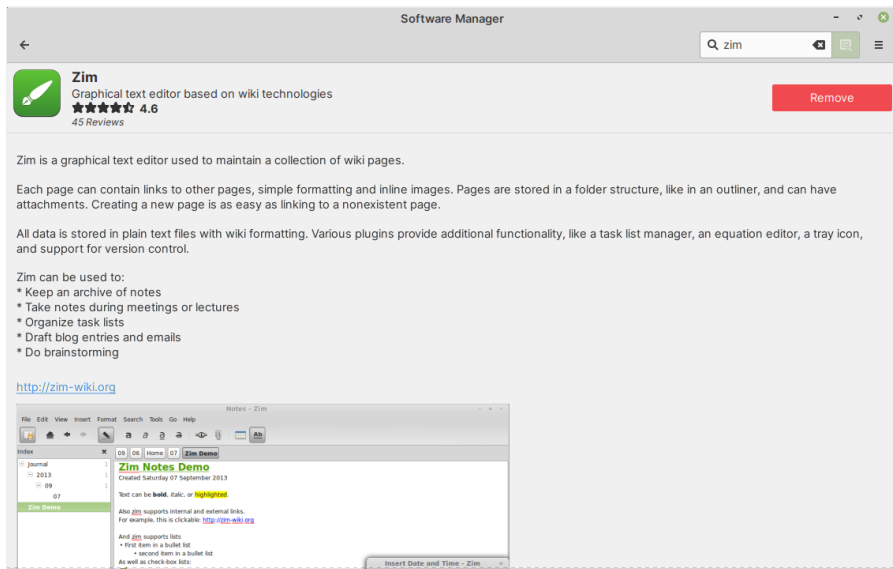 Software Manager
zim
Zim
Graphical text editor based on wiki technologies
4.6
45 Reviews
Remove
Zim is a graphical text editor used to maintain a collection of wiki pages.
Each page can contain links to other pages, simple formatting and inline images. Pages are stored in a folder structure, like in an outliner, and can have
attachments. Creating a new page is as easy as linking to a nonexistent page.
All data is stored in plain text files with wiki formatting. Various plugins provide additional functionality, like a task list manager, an equation editor, a tray icon,
and support for version control.
Zim can be used to:
* Keep an archive of notes
* Take notes during meetings or lectures
* Organize task lists
* Draft blog entries and emails
* Do brainstorming
http://zim-wiki.org
Notes - Zim
File Edit View Insert Format Search Tools Go Help
a a a a Ab
Index
09 06 Home 07 Zim Demo
Journal 1
2013 1
09 1
07
Zim Demo
Zim Notes Demo
Created Saturday 07 September 2013
Text can be bold, italic, or highlighted.
Also zim supports internal and external links.
For example, this is clickable: http://zim-wiki.org
And zim supports lists
• First item in a bullet list
• second item in a bullet list
As well as check-box lists:
Insert Date and Time - Zim